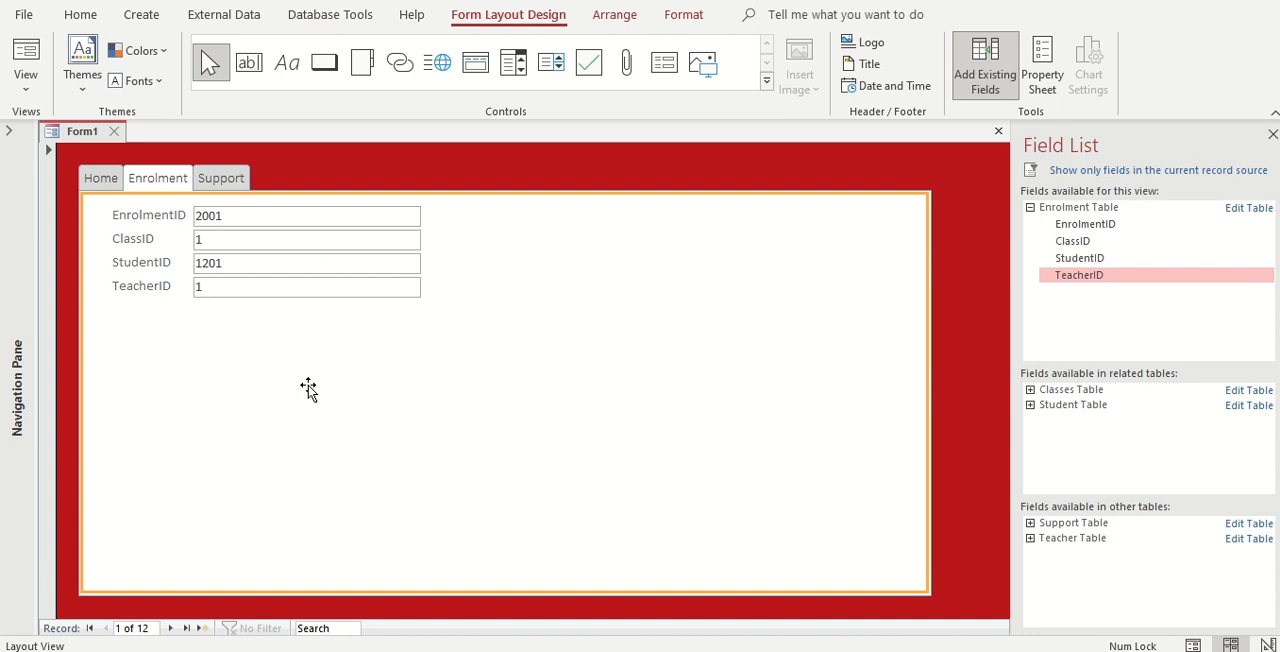 File Home Create External Data Database Tools Help Form Layout Design Arrange Format Tell me what you want to do
View
Views
Themes
Colors
Fonts
Themes
ab
Aa
Controls
Insert Image
Logo
Title
Date and Time
Header / Footer
Add Existing Fields
Property Sheet
Chart Settings
Tools
Form1
Navigation Pane
Home Enrolment Support
EnrolmentID 2001
ClassID 1
StudentID 1201
TeacherID 1
Field List
Show only fields in the current record source
Fields available for this view:
Enrolment Table Edit Table
EnrolmentID
ClassID
StudentID
TeacherID
Fields available in related tables:
Classes Table Edit Table
Student Table Edit Table
Fields available in other tables:
Support Table Edit Table
Teacher Table Edit Table
Record: 1 of 12 No Filter Search
Layout View Num Lock